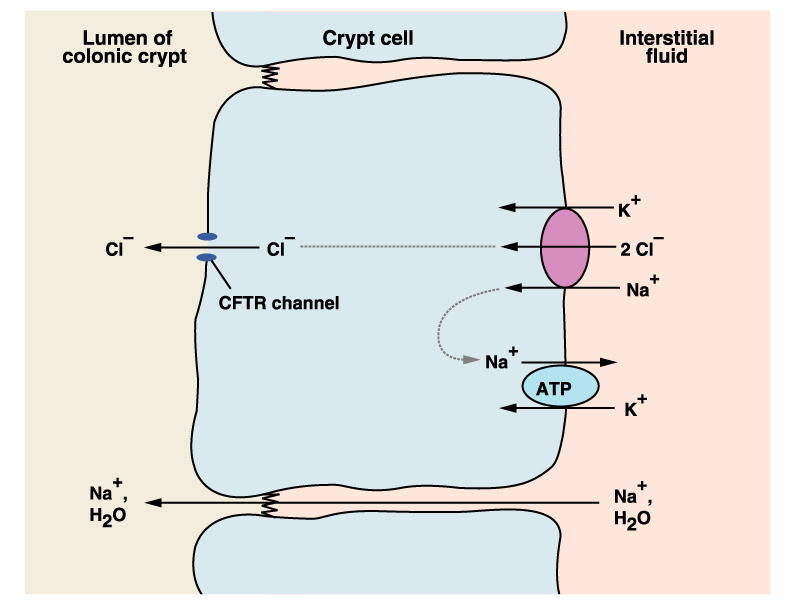 Lumen of
colonic crypt
Crypt cell
Interstitial
fluid
K+
Cl−
Cl−
2 Cl−
CFTR channel
Na+
Na+
ATP
K+
Na+,
H2O
Na+,
H2O